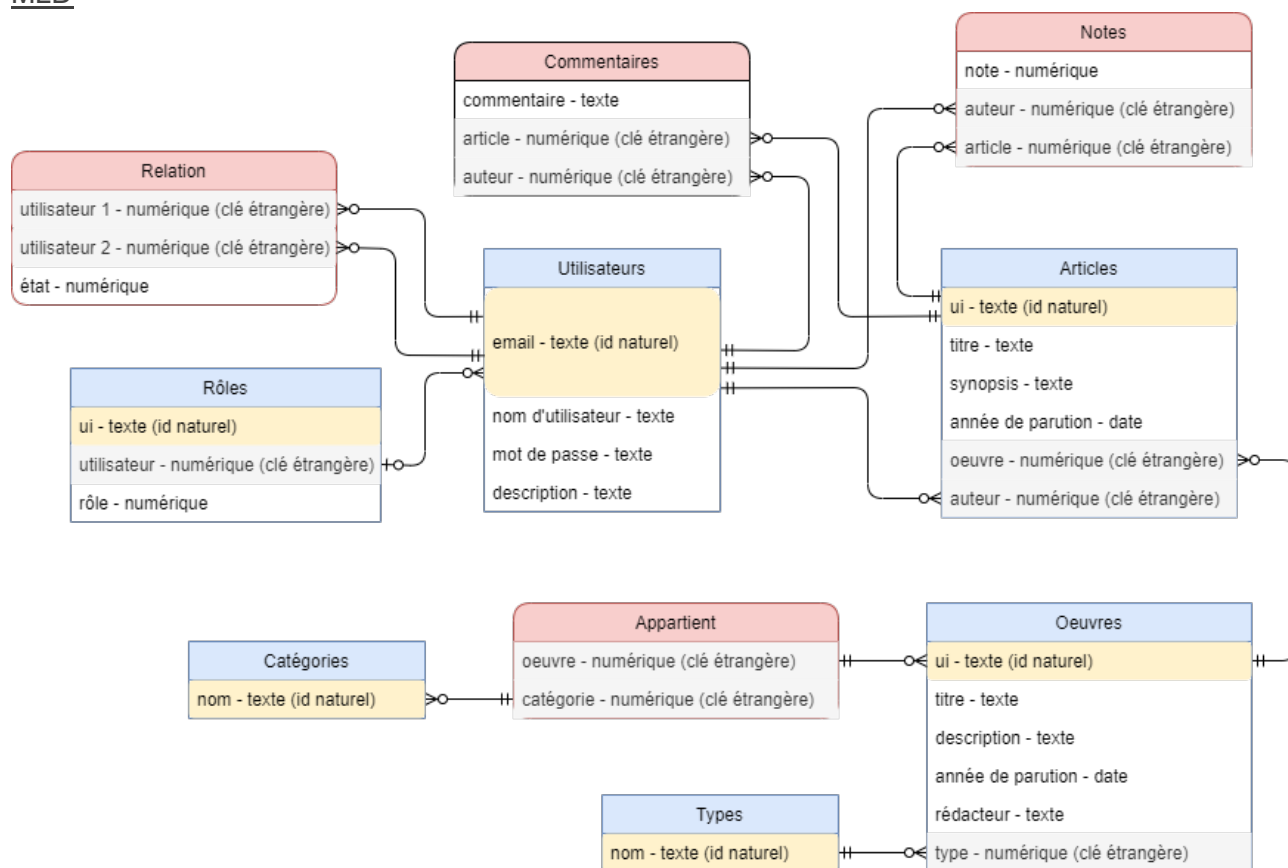 MLD
Notes
note - numérique
auteur - numérique (clé étrangère)
article - numérique (clé étrangère)
Commentaires
commentaire - texte
article - numérique (clé étrangère)
auteur - numérique (clé étrangère)
Relation
utilisateur 1 - numérique (clé étrangère)
utilisateur 2 - numérique (clé étrangère)
état - numérique
Utilisateurs
email - texte (id naturel)
nom d'utilisateur - texte
mot de passe - texte
description - texte
Articles
ui - texte (id naturel)
titre - texte
synopsis - texte
année de parution - date
oeuvre - numérique (clé étrangère)
auteur - numérique (clé étrangère)
Rôles
ui - texte (id naturel)
utilisateur - numérique (clé étrangère)
rôle - numérique
Appartient
oeuvre - numérique (clé étrangère)
catégorie - numérique (clé étrangère)
Oeuvres
ui - texte (id naturel)
titre - texte
description - texte
année de parution - date
rédacteur - texte
type - numérique (clé étrangère)
Catégories
nom - texte (id naturel)
Types
nom - texte (id naturel)